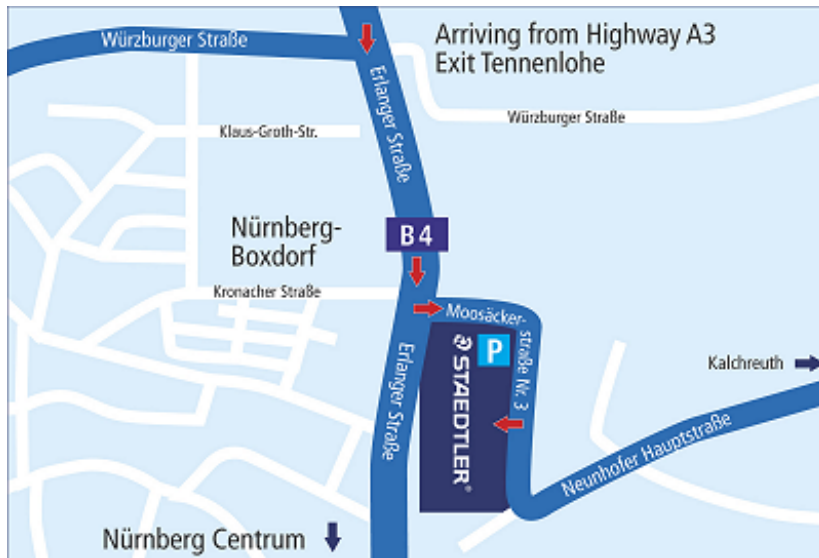 Würzburger Straße
Arriving from Highway A3
Exit Tennenlohe
Erlanger Straße
Klaus-Groth-Str.
Würzburger Straße
Nürnberg-
Boxdorf
B 4
Kronacher Straße
Moosäcker-
straße Nr. 3
P
STAEDTLER®
Erlanger Straße
Kalchreuth
Neunhofer Hauptstraße
Nürnberg Centrum